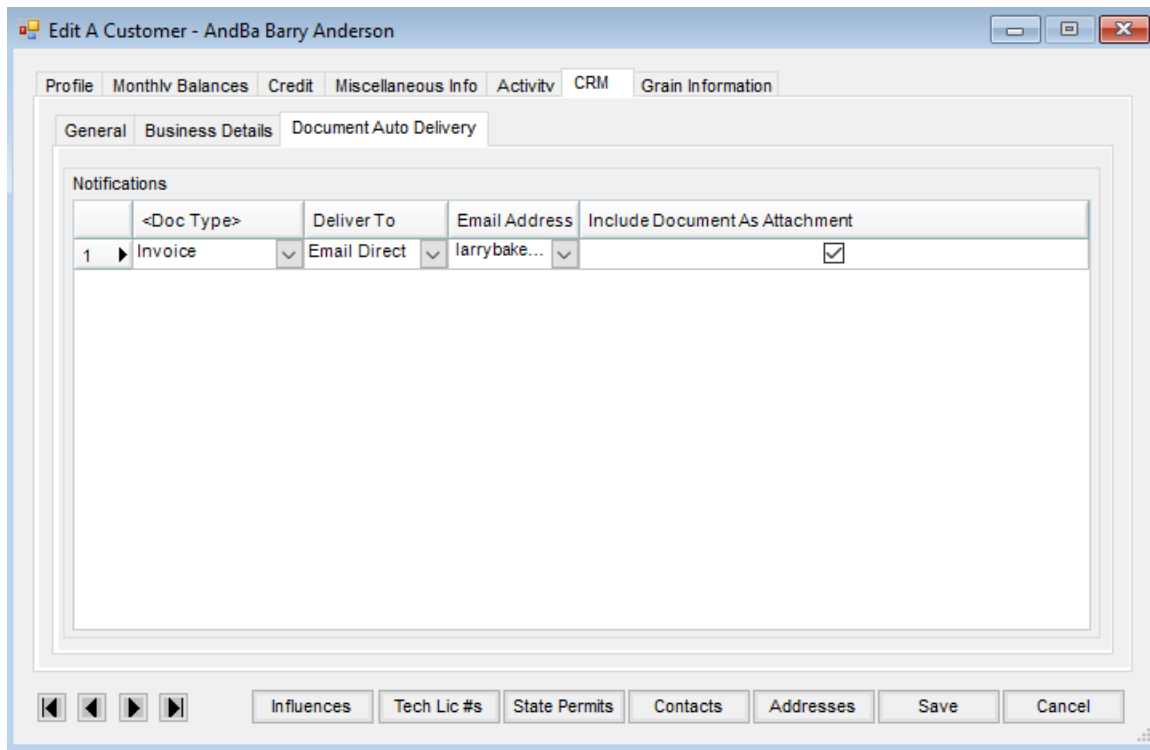 Edit A Customer - AndBa Barry Anderson
Profile Monthly Balances Credit Miscellaneous Info Activity CRM Grain Information
General Business Details Document Auto Delivery
Notifications
<Doc Type> Deliver To Email Address Include Document As Attachment
1 Invoice Email Direct larrybake...
Influences Tech Lic #s State Permits Contacts Addresses Save Cancel